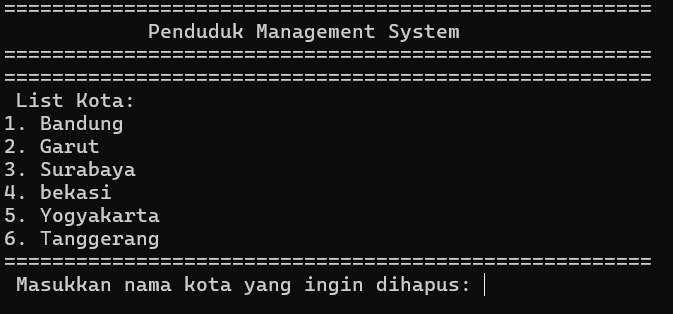 ======================================================
Penduduk Management System
======================================================
======================================================
List Kota:
1. Bandung
2. Garut
3. Surabaya
4. bekasi
5. Yogyakarta
6. Tanggerang
======================================================
Masukkan nama kota yang ingin dihapus: